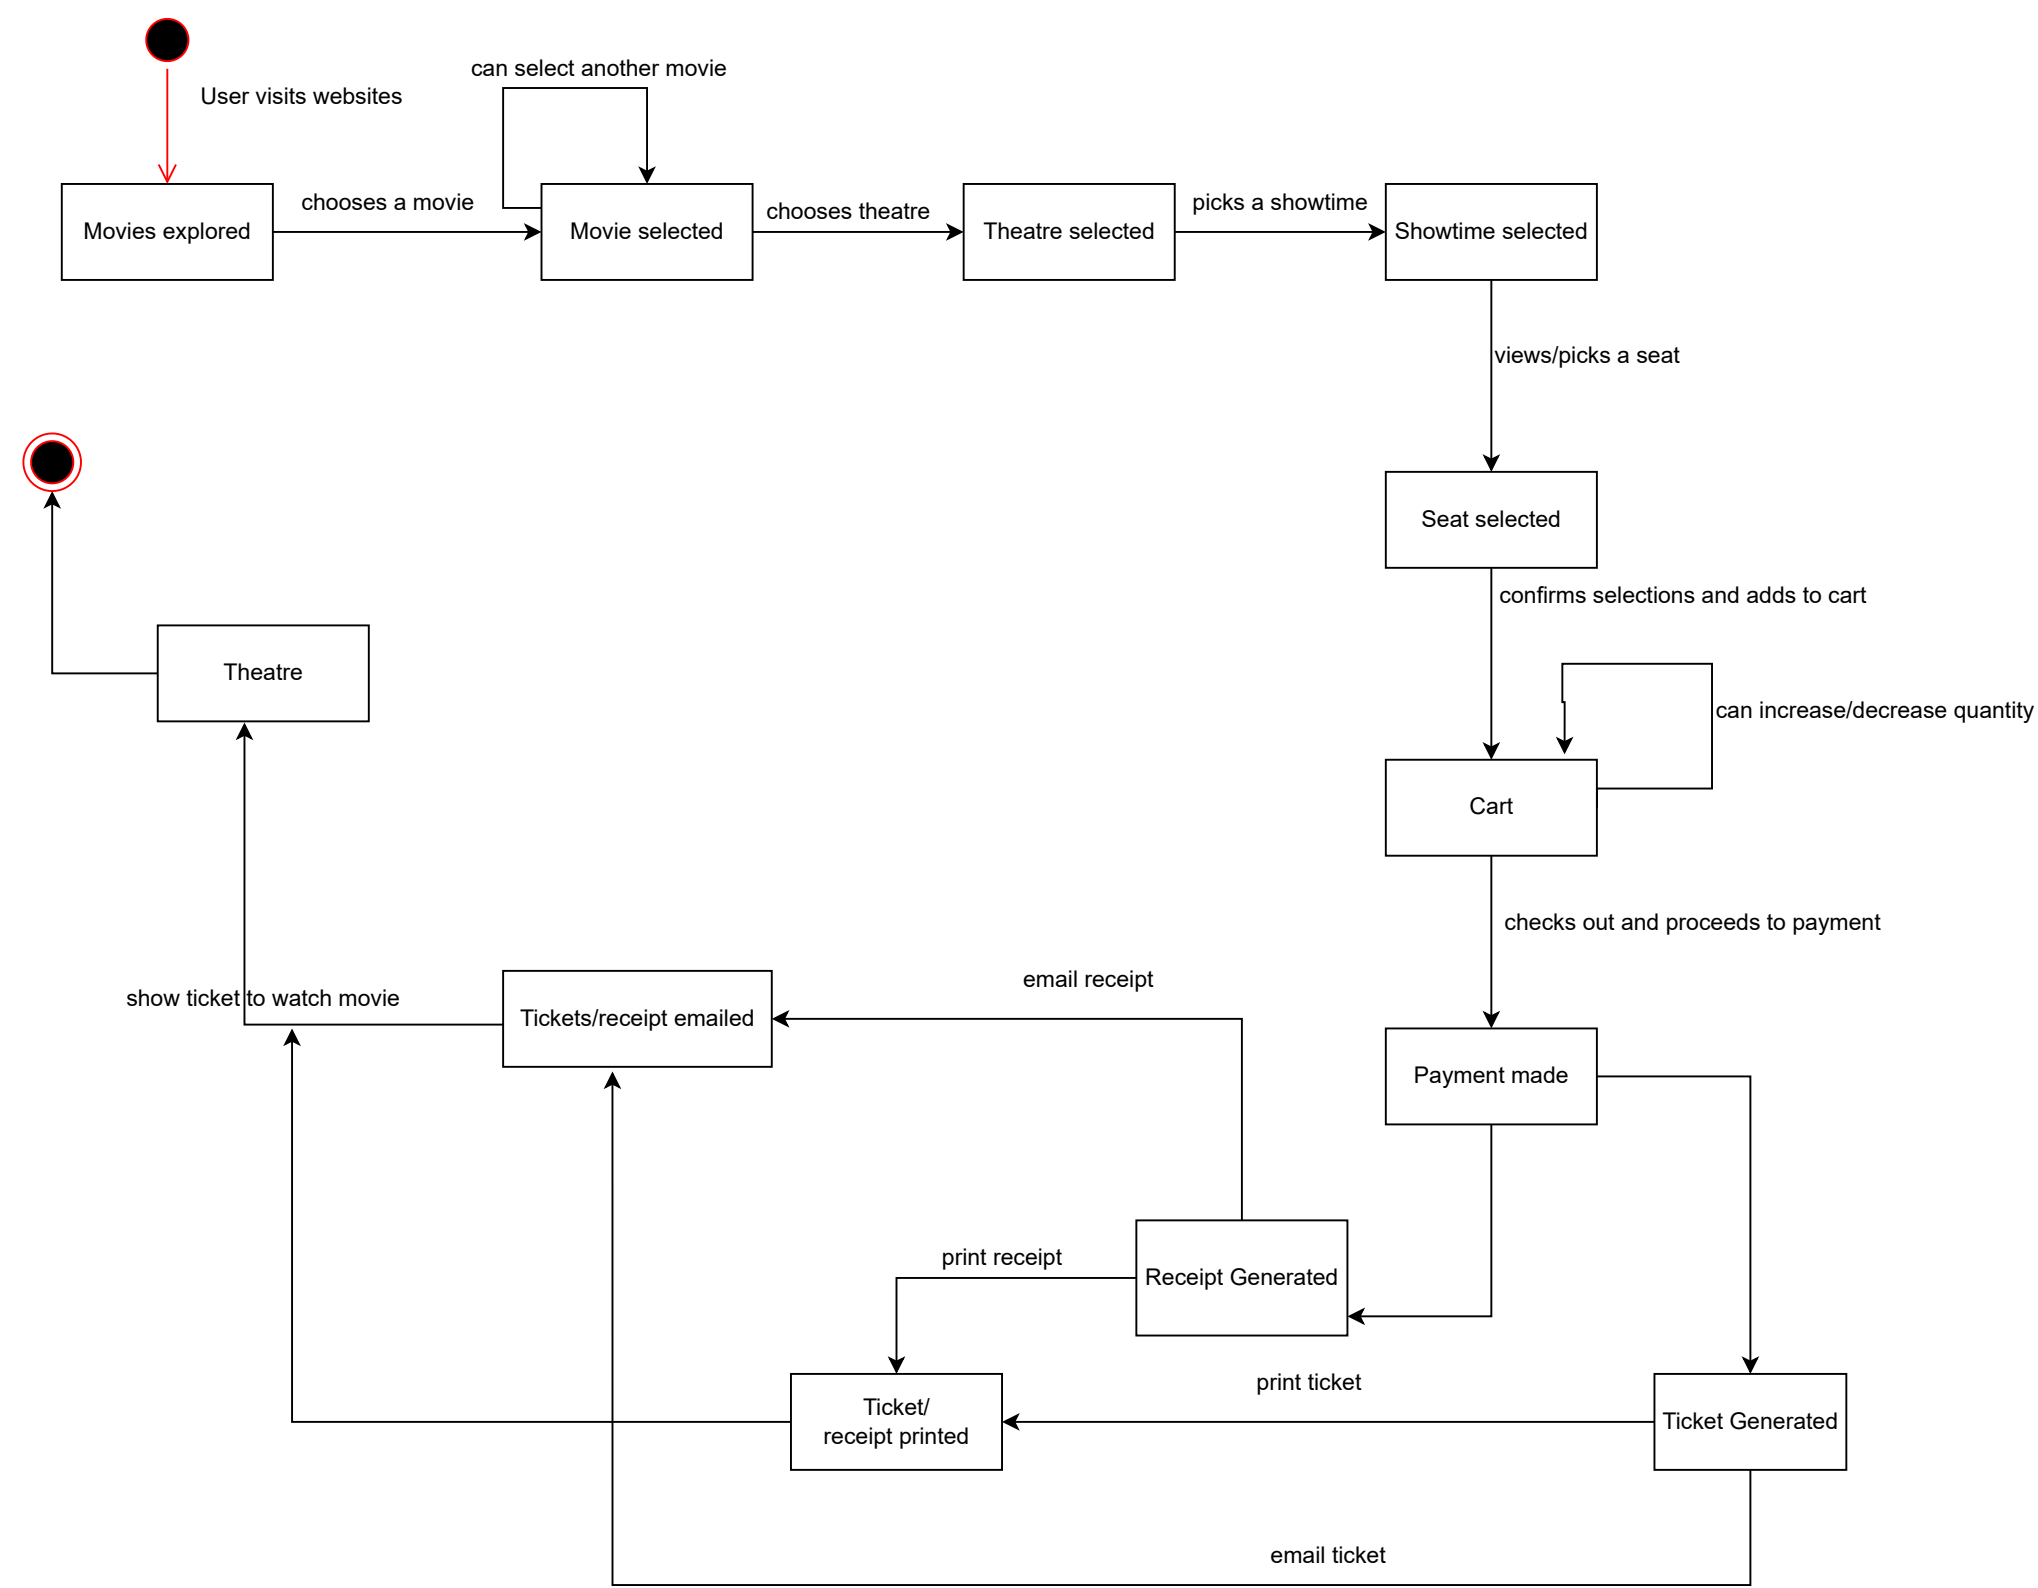 User visits websites
can select another movie
Movies explored
chooses a movie
Movie selected
chooses theatre
Theatre selected
picks a showtime
Showtime selected
views/picks a seat
Seat selected
confirms selections and adds to cart
Theatre
can increase/decrease quantity
Cart
checks out and proceeds to payment
email receipt
show ticket to watch movie
Tickets/receipt emailed
Payment made
print receipt
Receipt Generated
print ticket
Ticket/
receipt printed
Ticket Generated
email ticket